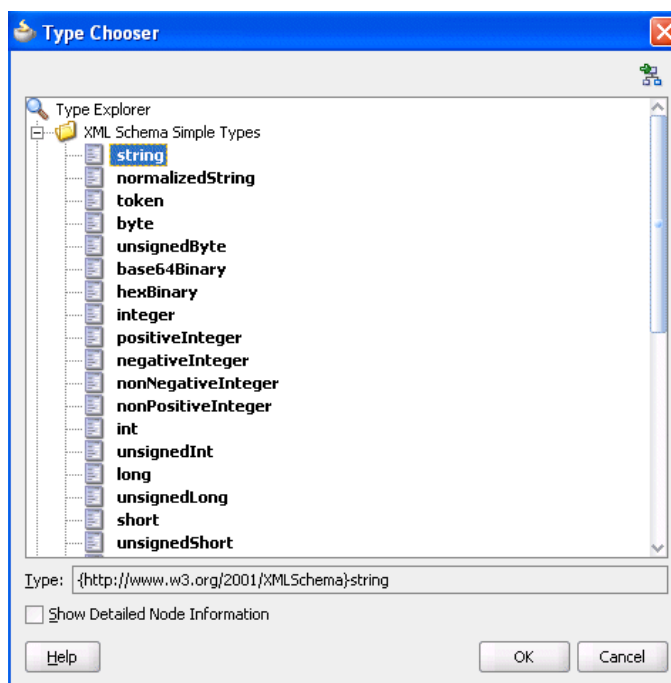 Type Chooser
Type Explorer
XML Schema Simple Types
string
normalizedString
token
byte
unsignedByte
base64Binary
hexBinary
integer
positiveInteger
negativeInteger
nonNegativeInteger
nonPositiveInteger
int
unsignedInt
long
unsignedLong
short
unsignedShort
Type: {http://www.w3.org/2001/XMLSchema}string
Show Detailed Node Information
Help OK Cancel